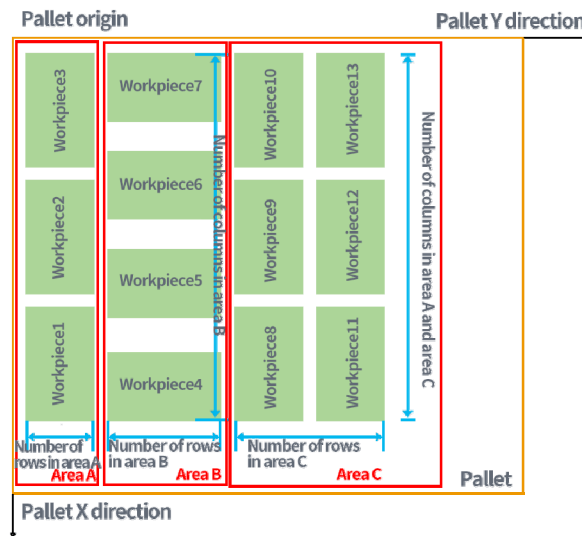 Pallet origin
Pallet Y direction
Workpiece3
Workpiece2
Workpiece1
Workpiece7
Workpiece6
Workpiece5
Workpiece4
Number of columns in area B
Workpiece10
Workpiece9
Workpiece8
Workpiece13
Workpiece12
Workpiece11
Number of columns
in area A and area C
Number of
rows in area A
Area A
Number of rows
in area B
Area B
Number of rows
in area C
Area C
Pallet
Pallet X direction